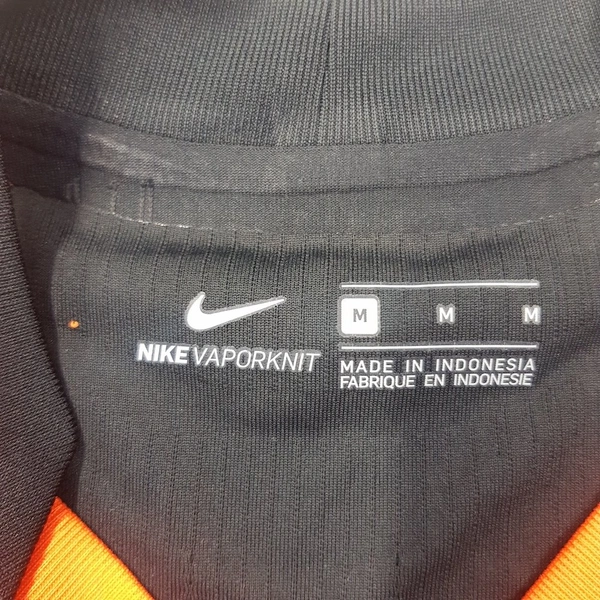 NIKE VAPORKNIT
M M M
MADE IN INDONESIA
FABRIQUE EN INDONESIE